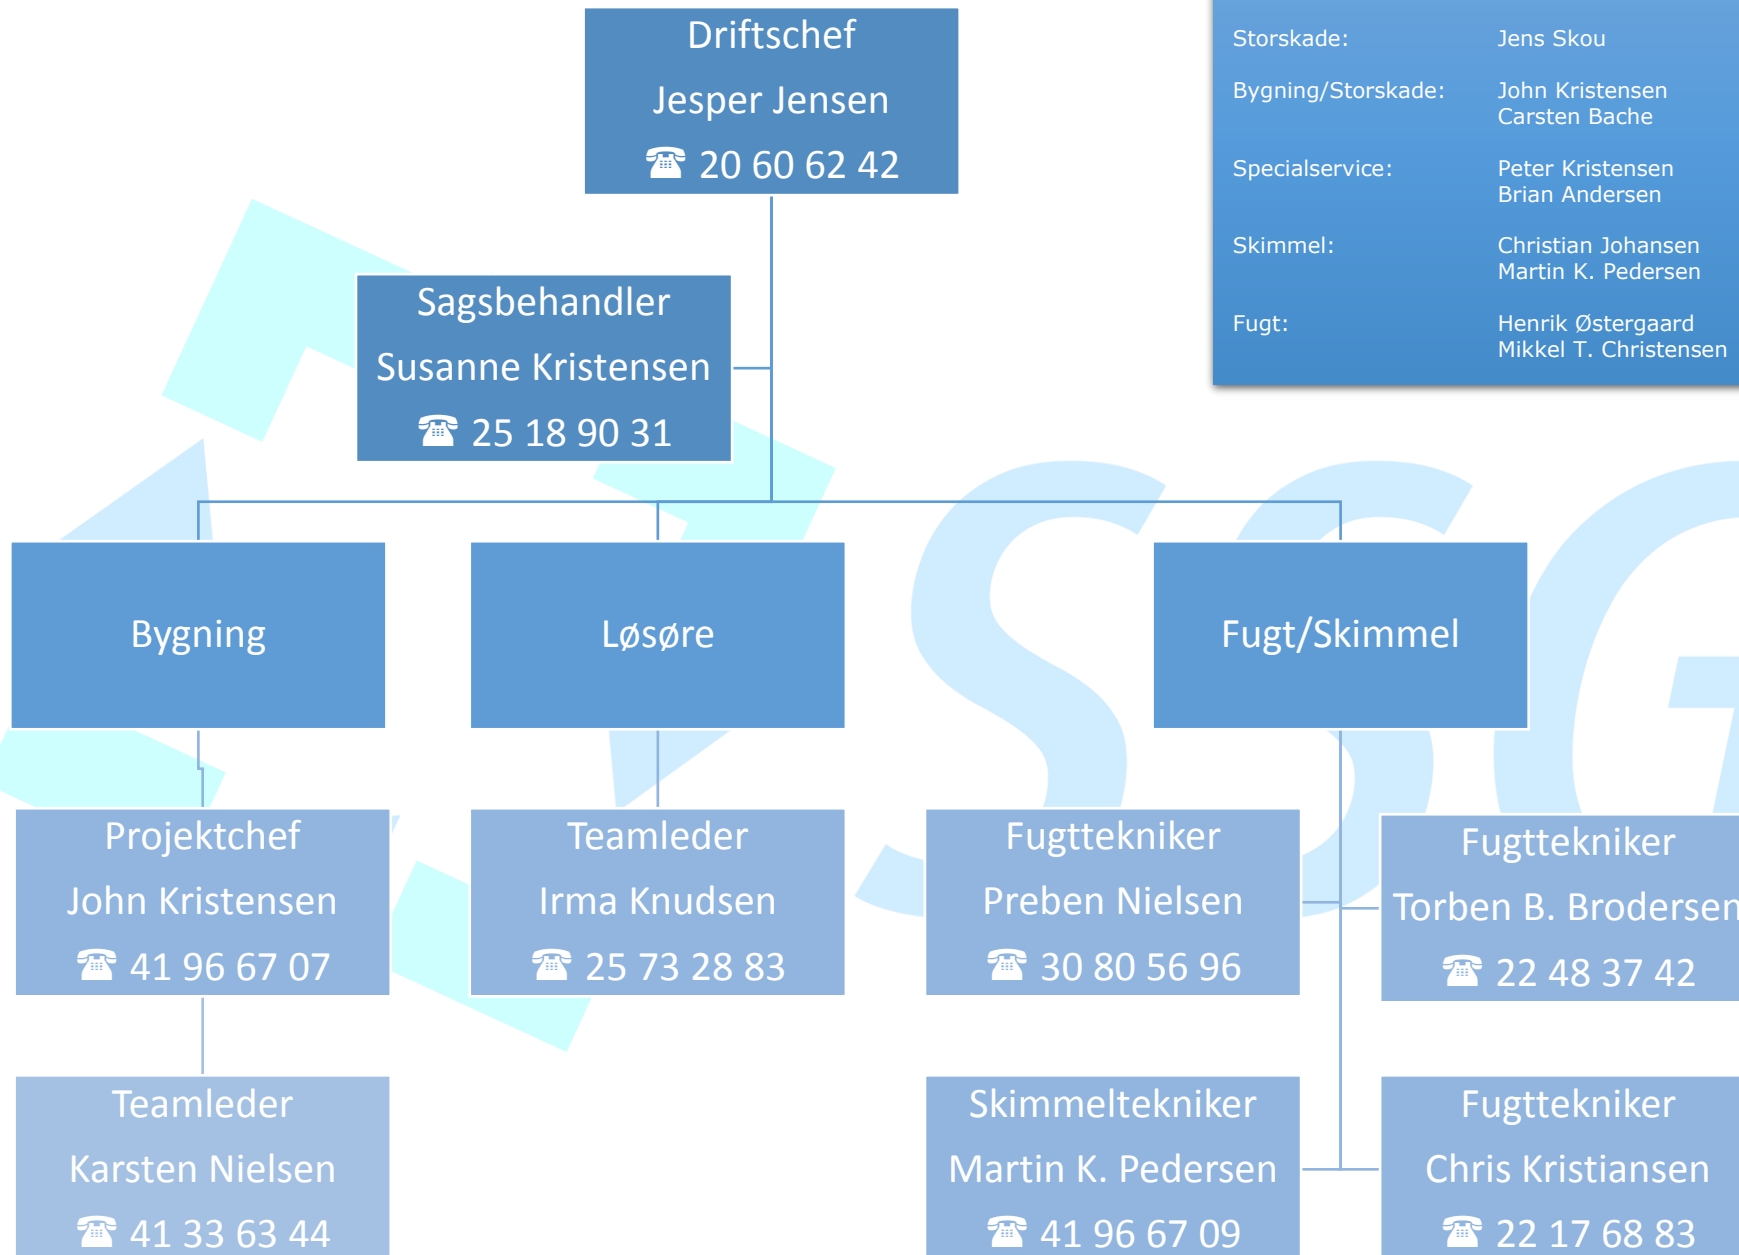 Driftschef
Jesper Jensen
☎ 20 60 62 42
Storskade: Jens Skou
Bygning/Storskade: John Kristensen
Carsten Bache
Specialservice: Peter Kristensen
Brian Andersen
Skimmel: Christian Johansen
Martin K. Pedersen
Fugt: Henrik Østergaard
Mikkel T. Christensen
Sagsbehandler
Susanne Kristensen
☎ 25 18 90 31
SSG
Bygning
Løsøre
Fugt/Skimmel
Projektchef
John Kristensen
☎ 41 96 67 07
Teamleder
Irma Knudsen
☎ 25 73 28 83
Fugttekniker
Preben Nielsen
☎ 30 80 56 96
Fugttekniker
Torben B. Brodersen
☎ 22 48 37 42
Teamleder
Karsten Nielsen
☎ 41 33 63 44
Skimmeltekniker
Martin K. Pedersen
☎ 41 96 67 09
Fugttekniker
Chris Kristiansen
☎ 22 17 68 83